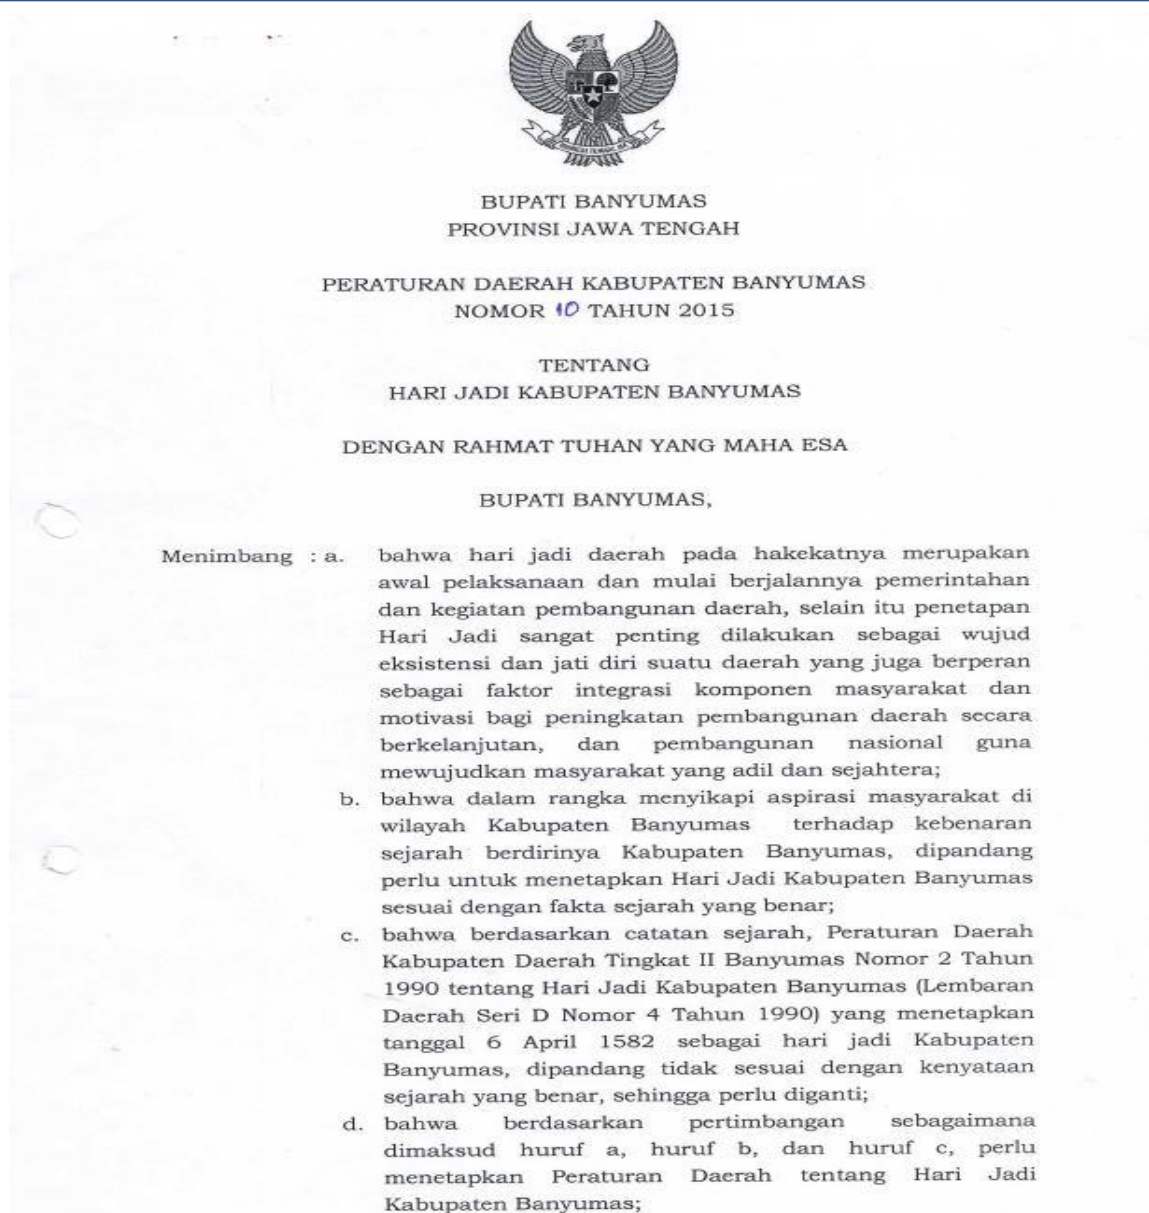 BUPATI BANYUMAS
PROVINSI JAWA TENGAH
PERATURAN DAERAH KABUPATEN BANYUMAS
NOMOR 10 TAHUN 2015
TENTANG
HARI JADI KABUPATEN BANYUMAS
DENGAN RAHMAT TUHAN YANG MAHA ESA
BUPATI BANYUMAS,
Menimbang : a. bahwa hari jadi daerah pada hakekatnya merupakan
awal pelaksanaan dan mulai berjalannya pemerintahan
dan kegiatan pembangunan daerah, selain itu penetapan
Hari Jadi sangat penting dilakukan sebagai wujud
eksistensi dan jati diri suatu daerah yang juga berperan
sebagai faktor integrasi komponen masyarakat dan
motivasi bagi peningkatan pembangunan daerah secara
berkelanjutan, dan pembangunan nasional guna
mewujudkan masyarakat yang adil dan sejahtera;
b. bahwa dalam rangka menyikapi aspirasi masyarakat di
wilayah Kabupaten Banyumas terhadap kebenaran
sejarah berdirinya Kabupaten Banyumas, dipandang
perlu untuk menetapkan Hari Jadi Kabupaten Banyumas
sesuai dengan fakta sejarah yang benar;
c. bahwa berdasarkan catatan sejarah, Peraturan Daerah
Kabupaten Daerah Tingkat II Banyumas Nomor 2 Tahun
1990 tentang Hari Jadi Kabupaten Banyumas (Lembaran
Daerah Seri D Nomor 4 Tahun 1990) yang menetapkan
tanggal 6 April 1582 sebagai hari jadi Kabupaten
Banyumas, dipandang tidak sesuai dengan kenyataan
sejarah yang benar, sehingga perlu diganti;
d. bahwa berdasarkan pertimbangan sebagaimana
dimaksud huruf a, huruf b, dan huruf c, perlu
menetapkan Peraturan Daerah tentang Hari Jadi
Kabupaten Banyumas;